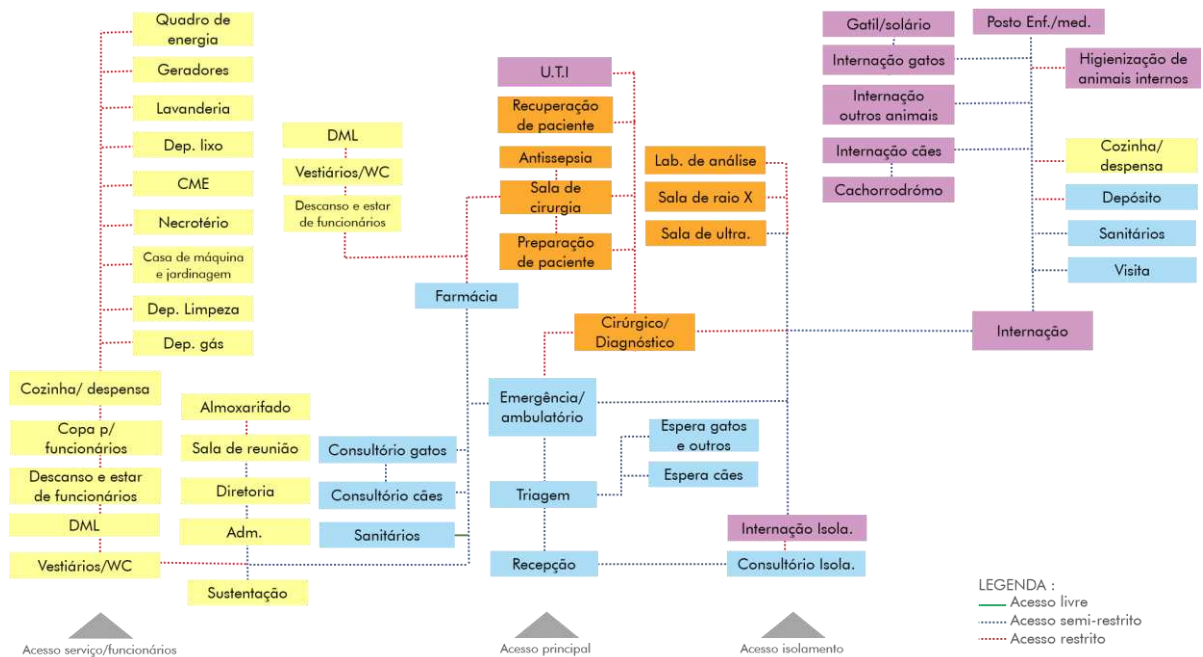 Quadro de
energia
Geradores
Lavanderia
Dep. lixo
CME
Necrotério
Casa de máquina
e jardinagem
Dep. Limpeza
Dep. gás
Cozinha/ despensa
Copa p/
funcionários
Descanso e estar
de funcionários
DML
Vestiários/WC
Almoxarifado
Sala de reunião
Diretoria
Adm.
Sustentação
DML
Vestiários/WC
Descanso e estar
de funcionários
Farmácia
Consultório gatos
Consultório cães
Sanitários
U.T.I
Recuperação
de paciente
Antissepsia
Sala de
cirurgia
Preparação
de paciente
Cirúrgico/
Diagnóstico
Emergência/
ambulatório
Triagem
Recepção
Espera gatos
e outros
Espera cães
Lab. de análise
Sala de raio X
Sala de ultra.
Internação Isola.
Consultório Isola.
Gatil/solário
Internação gatos
Internação
outros animais
Internação cães
Cachorrodrómo
Posto Enf./med.
Higienização de
animais internos
Cozinha/
despensa
Depósito
Sanitários
Visita
Internação
Acesso serviço/funcionários
Acesso principal
Acesso isolamento
LEGENDA :
Acesso livre
Acesso semi-restrito
Acesso restrito